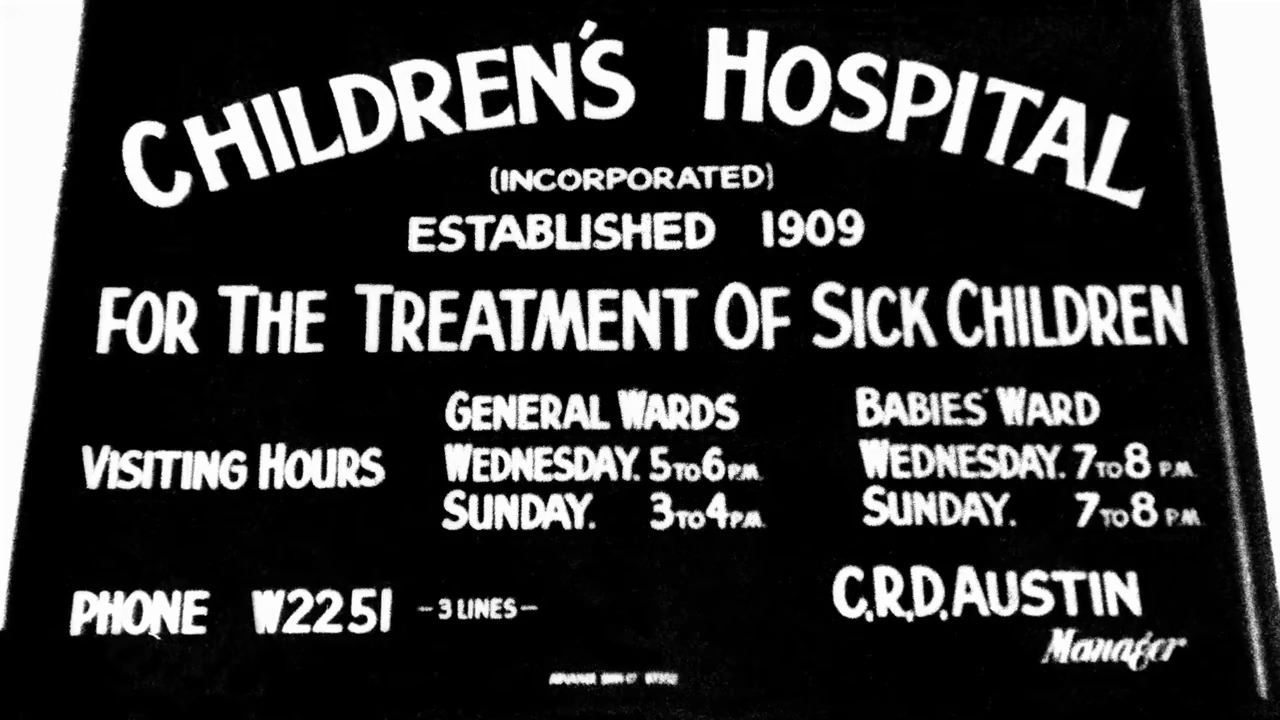 CHILDREN'S HOSPITAL
(INCORPORATED)
ESTABLISHED 1909
FOR THE TREATMENT OF SICK CHILDREN
GENERAL WARDS BABIES' WARD
VISITING HOURS WEDNESDAY. 5 TO 6 P.M. WEDNESDAY. 7 TO 8 P.M.
SUNDAY. 3 TO 4 P.M. SUNDAY. 7 TO 8 P.M.
PHONE W2251 -3 LINES- C.R.D. AUSTIN
Manager